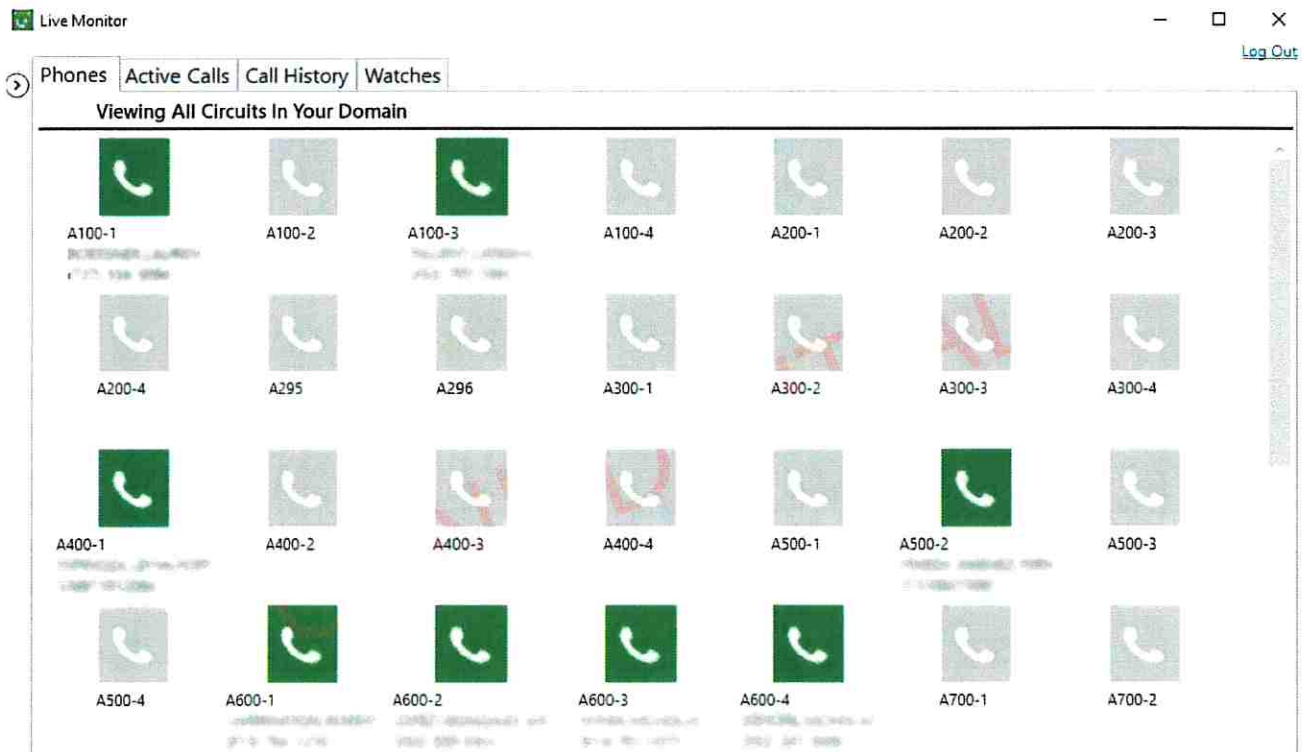 Live Monitor
Log Out
Phones Active Calls Call History Watches
Viewing All Circuits In Your Domain
A100-1 A100-2 A100-3 A100-4 A200-1 A200-2 A200-3
A200-4 A295 A296 A300-1 A300-2 A300-3 A300-4
A400-1 A400-2 A400-3 A400-4 A500-1 A500-2 A500-3
A500-4 A600-1 A600-2 A600-3 A600-4 A700-1 A700-2